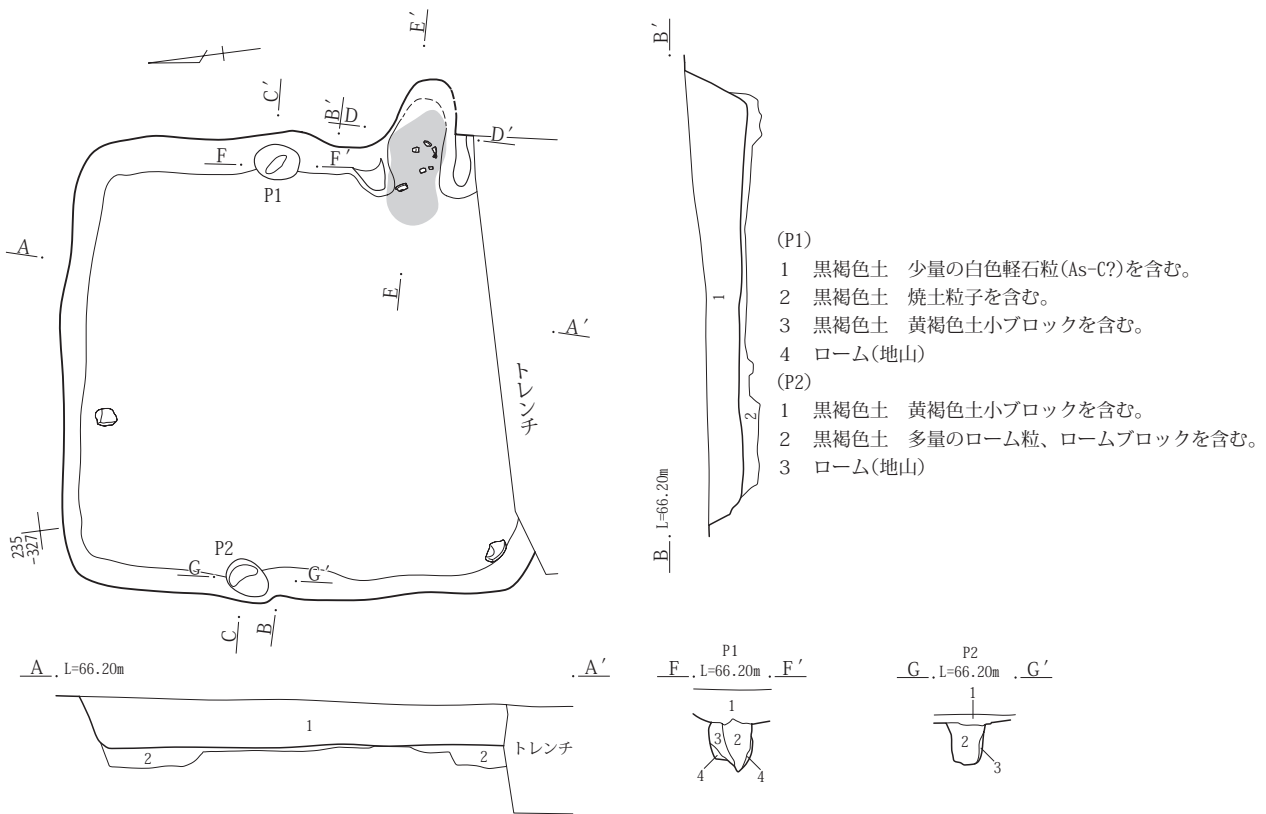 E′
C′
B′
D
D′
F
F′
P1
A
E
A′
トレンチ
235
-327
P2
G
G′
C
B
B′
1
2
B L=66.20m
(P1)
1 黒褐色土 少量の白色軽石粒(As-C?)を含む。
2 黒褐色土 焼土粒子を含む。
3 黒褐色土 黄褐色土小ブロックを含む。
4 ローム(地山)
(P2)
1 黒褐色土 黄褐色土小ブロックを含む。
2 黒褐色土 多量のローム粒、ロームブロックを含む。
3 ローム(地山)
A L=66.20m A′
1
2
2
トレンチ
P1
F L=66.20m F′
1
3 2
4 4
P2
G L=66.20m G′
1
2
3